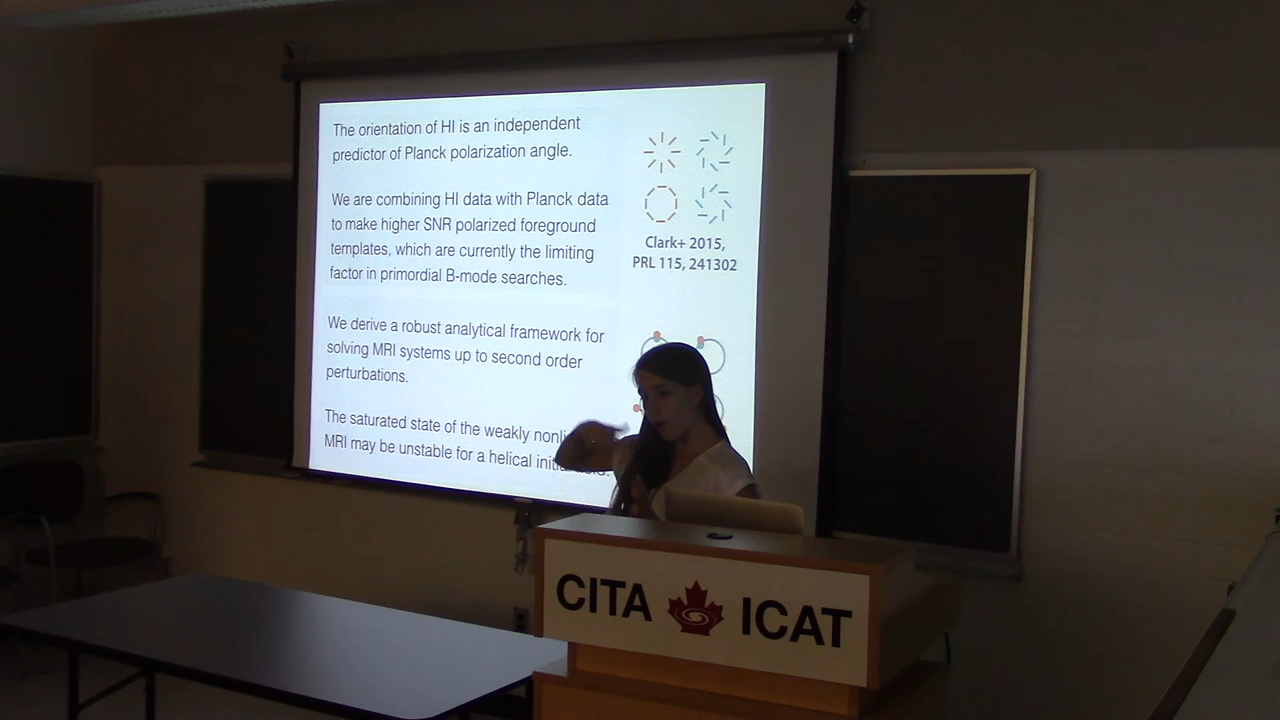 The orientation of HI is an independent
predictor of Planck polarization angle.
We are combining HI data with Planck data
to make higher SNR polarized foreground
templates, which are currently the limiting
factor in primordial B-mode searches.
Clark+ 2015,
PRL 115, 241302
We derive a robust analytical framework for
solving MRI systems up to second order
perturbations.
The saturated state of the weakly
MRI may be unstable for a helical
CITA ICAT